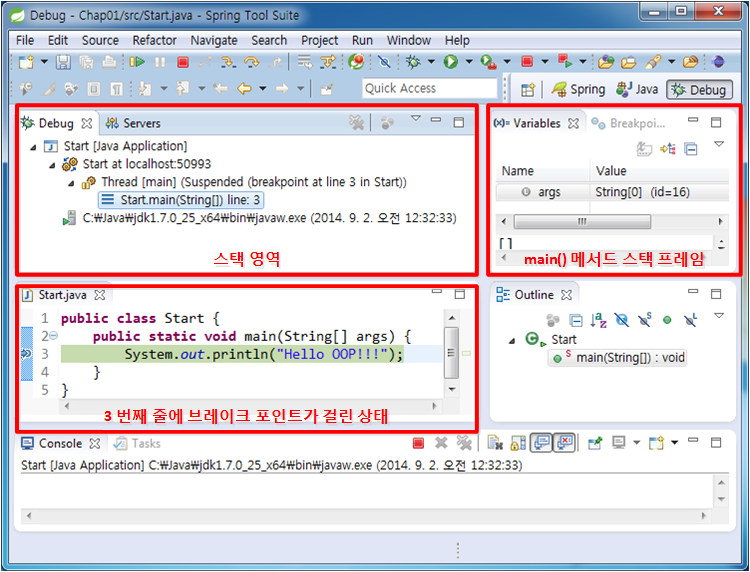 Debug - Chap01/src/Start.java - Spring Tool Suite
File Edit Source Refactor Navigate Search Project Run Window Help
Quick Access
Spring Java Debug
Debug Servers
Start [Java Application]
Start at localhost:50993
Thread [main] (Suspended (breakpoint at line 3 in Start))
Start.main(String[]) line: 3
C:₩Java₩jdk1.7.0_25_x64₩bin₩javaw.exe (2014. 9. 2. 오전 12:32:33)
스택 영역
(x)= Variables Breakpoi...
Name Value
args String[0] (id=16)
[]
main() 메서드 스택 프레임
Start.java
1 public class Start {
2 public static void main(String[] args) {
3 System.out.println("Hello OOP!!!");
4 }
5 }
3 번째 줄에 브레이크 포인트가 걸린 상태
Outline
Start
main(String[]) : void
Console Tasks
Start [Java Application] C:₩Java₩jdk1.7.0_25_x64₩bin₩javaw.exe (2014. 9. 2. 오전 12:32:33)